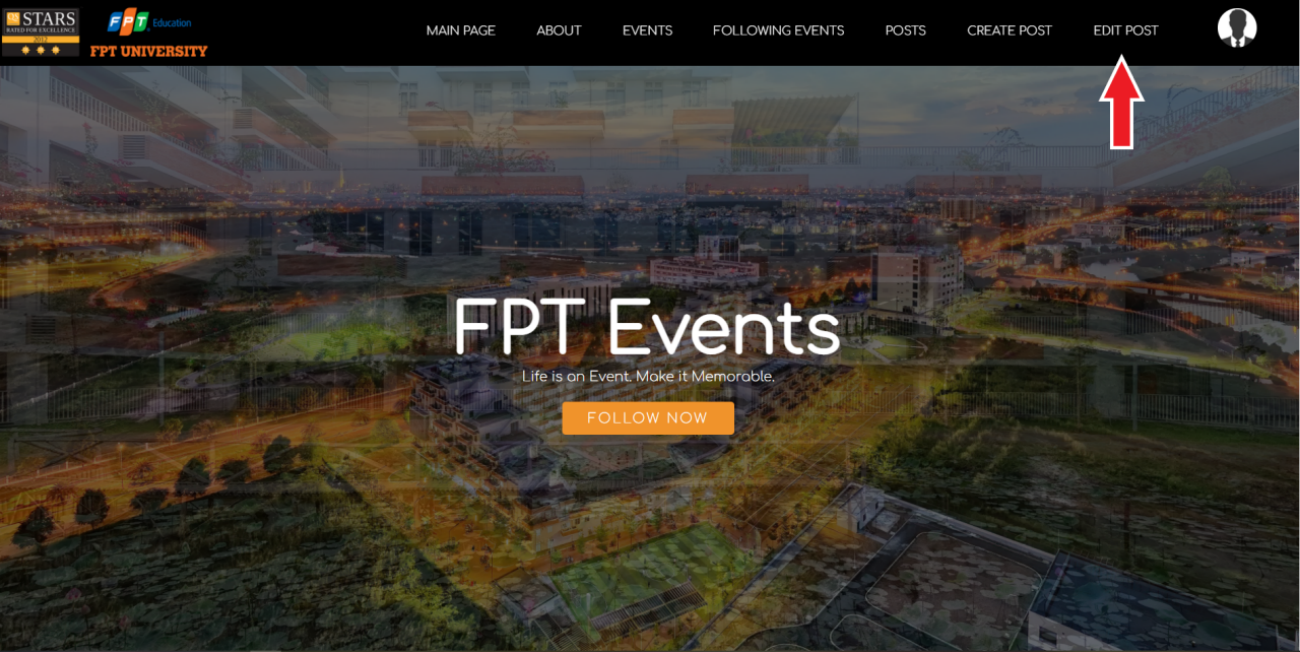 STARS
RATED FOR EXCELLENCE
2012
FPT Education
FPT UNIVERSITY
MAIN PAGE ABOUT EVENTS FOLLOWING EVENTS POSTS CREATE POST EDIT POST
FPT Events
Life is an Event. Make it Memorable.
FOLLOW NOW